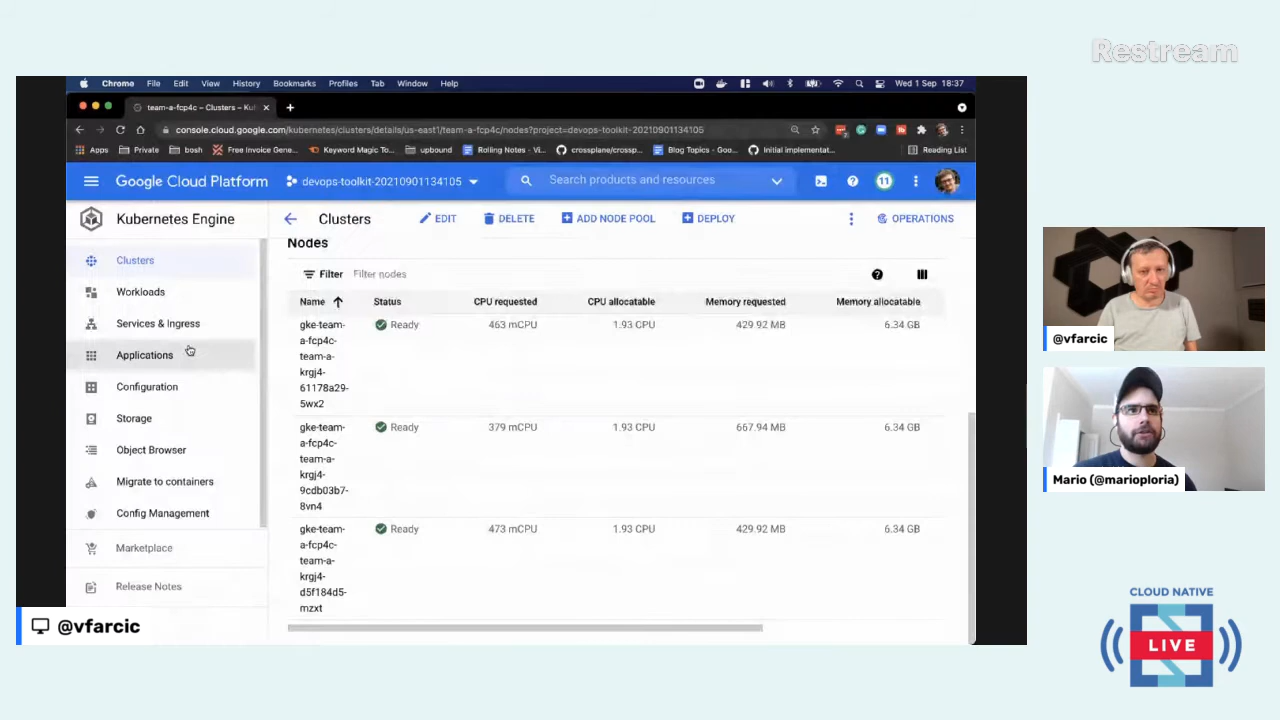 Restream
Chrome File Edit View History Bookmarks Profiles Tab Window Help Wed 1 Sep 18:37
team-a-fcp4c – Clusters – Ku
console.cloud.google.com/kubernetes/clusters/details/us-east1/team-a-fcp4c/nodes?project=devops-toolkit-20210901134105
Apps Private bosh Free Invoice Gene... Keyword Magic To... upbound Rolling Notes - Vi... crossplane/crossp... Blog Topics - Goo... Initial implementat... Reading List
Google Cloud Platform devops-toolkit-20210901134105 Search products and resources 11
Kubernetes Engine Clusters EDIT DELETE ADD NODE POOL DEPLOY OPERATIONS
Clusters
Workloads
Services & Ingress
Applications
Configuration
Storage
Object Browser
Migrate to containers
Config Management
Marketplace
Release Notes
Nodes
Filter Filter nodes
Name Status CPU requested CPU allocatable Memory requested Memory allocatable
gke-team- Ready 463 mCPU 1.93 CPU 429.92 MB 6.34 GB
a-fcp4c-
team-a-
krgj4-
61178a29-
5wx2
gke-team- Ready 379 mCPU 1.93 CPU 667.94 MB 6.34 GB
a-fcp4c-
team-a-
krgj4-
9cdb03b7-
8vn4
gke-team- Ready 473 mCPU 1.93 CPU 429.92 MB 6.34 GB
a-fcp4c-
team-a-
krgj4-
d5f184d5-
mzxt
@vfarcic
@vfarcic
Mario (@marioploria)
CLOUD NATIVE
LIVE